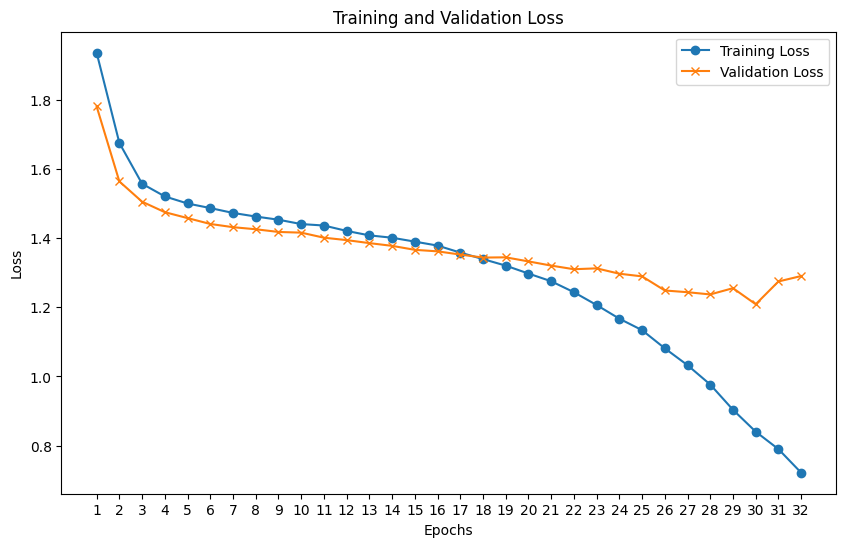 Training and Validation Loss
Training Loss
Validation Loss
1.8
1.6
1.4
1.2
1.0
0.8
Loss
1 2 3 4 5 6 7 8 9 10 11 12 13 14 15 16 17 18 19 20 21 22 23 24 25 26 27 28 29 30 31 32
Epochs